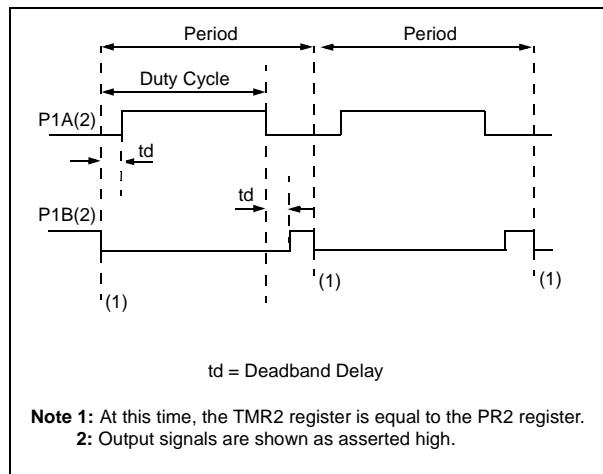 Period Period
Duty Cycle
P1A(2)
td
td
P1B(2)
(1) (1) (1)
td = Deadband Delay
Note 1: At this time, the TMR2 register is equal to the PR2 register.
2: Output signals are shown as asserted high.